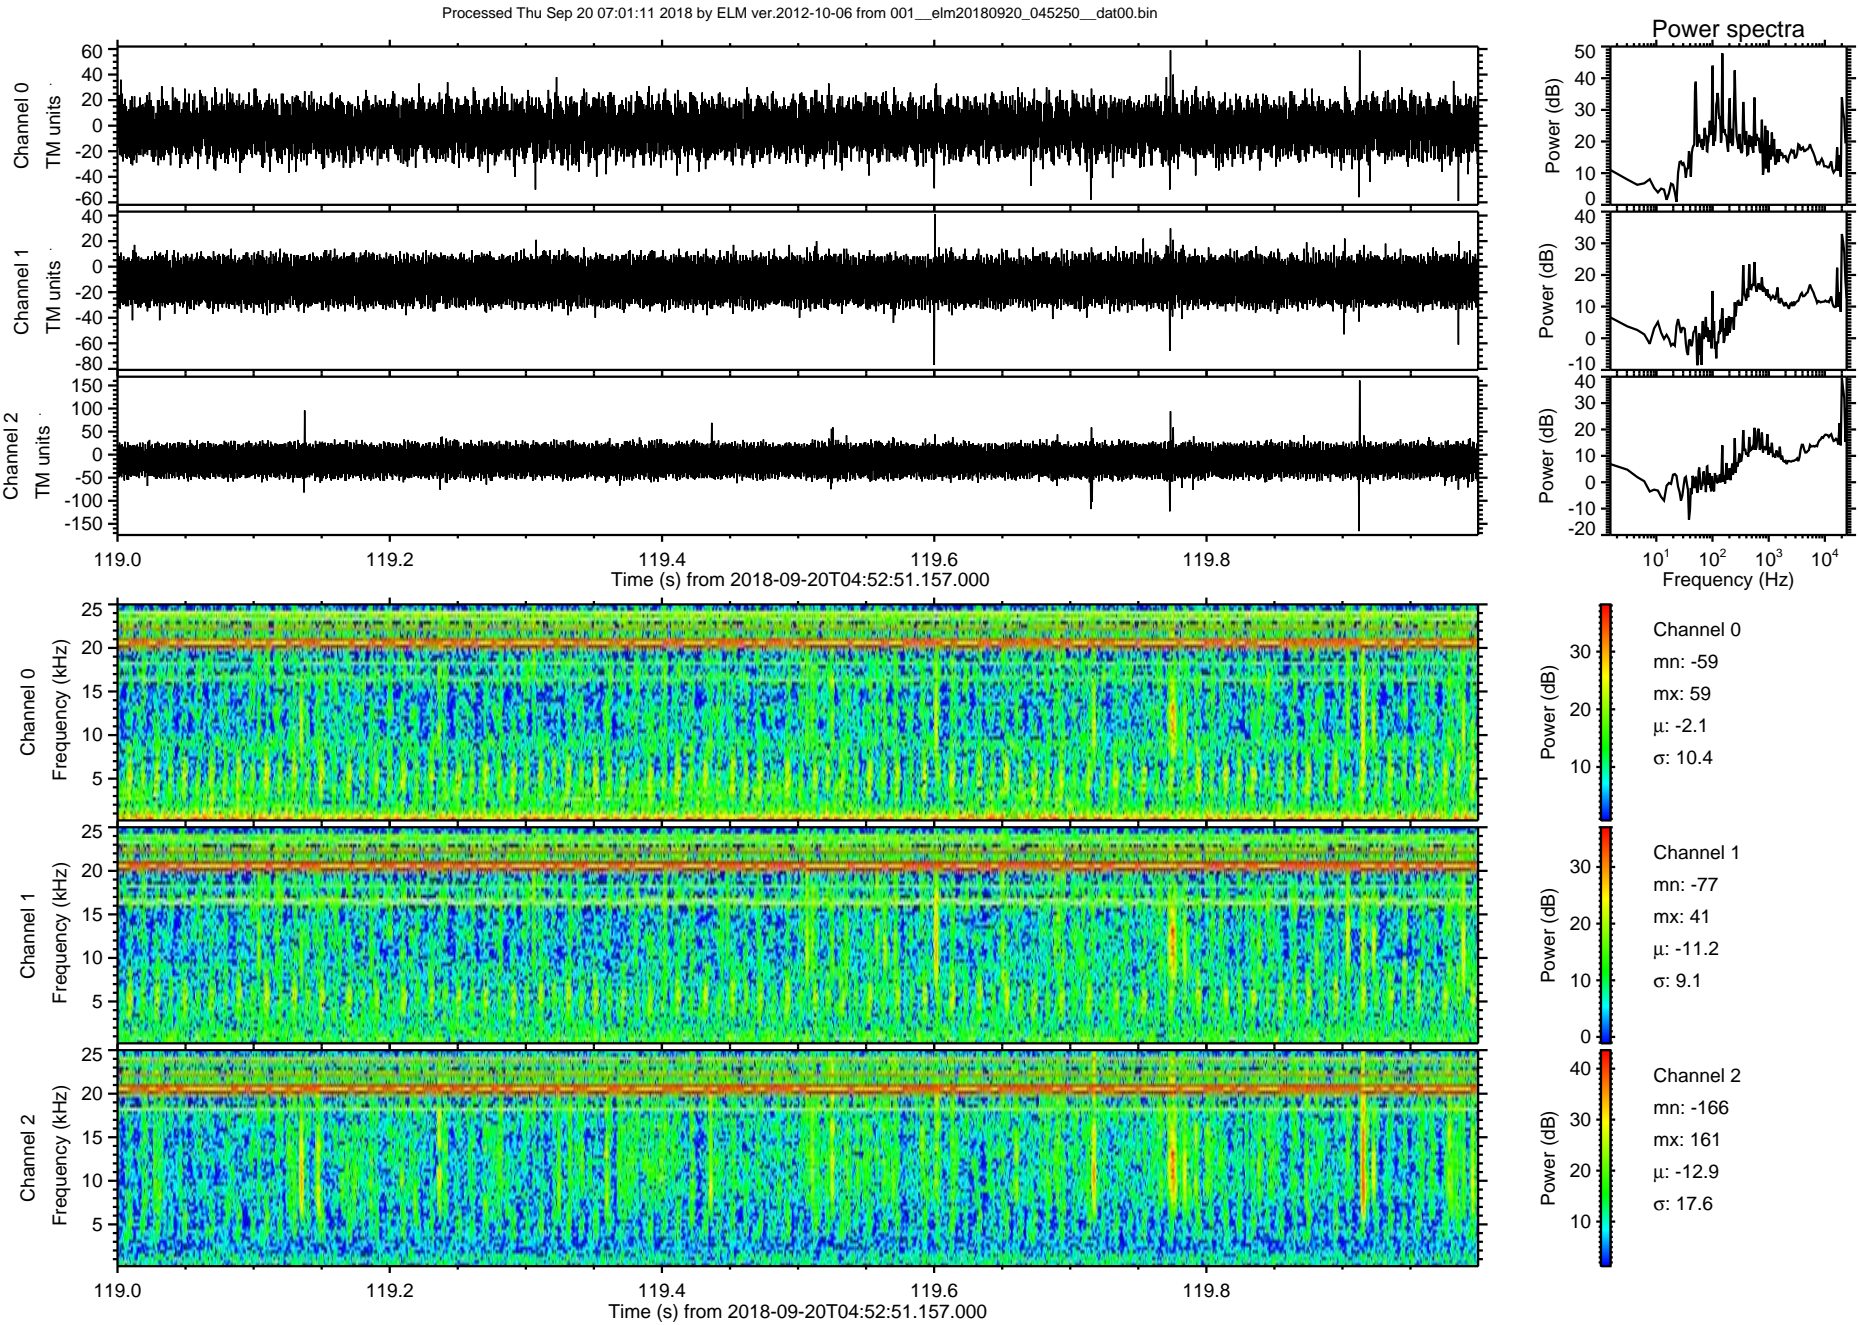 Processed Thu Sep 20 07:01:11 2018 by ELM ver.2012-10-06 from 001__elm20180920_045250__dat00.bin
Power spectra
Channel 0
TM units
60
40
20
0
-20
-40
-60
Power (dB)
50
40
30
20
10
0
Channel 1
TM units
40
20
0
-20
-40
-60
-80
Power (dB)
40
30
20
10
0
-10
Channel 2
TM units
150
100
50
0
-50
-100
-150
Power (dB)
40
30
20
10
0
-10
-20
119.0 119.2 119.4 119.6 119.8
Time (s) from 2018-09-20T04:52:51.157.000
10¹ 10² 10³ 10⁴
Frequency (Hz)
Channel 0
Frequency (kHz)
25
20
15
10
5
Power (dB)
30
20
10
Channel 0
mn: -59
mx: 59
μ: -2.1
σ: 10.4
Channel 1
Frequency (kHz)
25
20
15
10
5
Power (dB)
30
20
10
0
Channel 1
mn: -77
mx: 41
μ: -11.2
σ: 9.1
Channel 2
Frequency (kHz)
25
20
15
10
5
Power (dB)
40
30
20
10
Channel 2
mn: -166
mx: 161
μ: -12.9
σ: 17.6
119.0 119.2 119.4 119.6 119.8
Time (s) from 2018-09-20T04:52:51.157.000